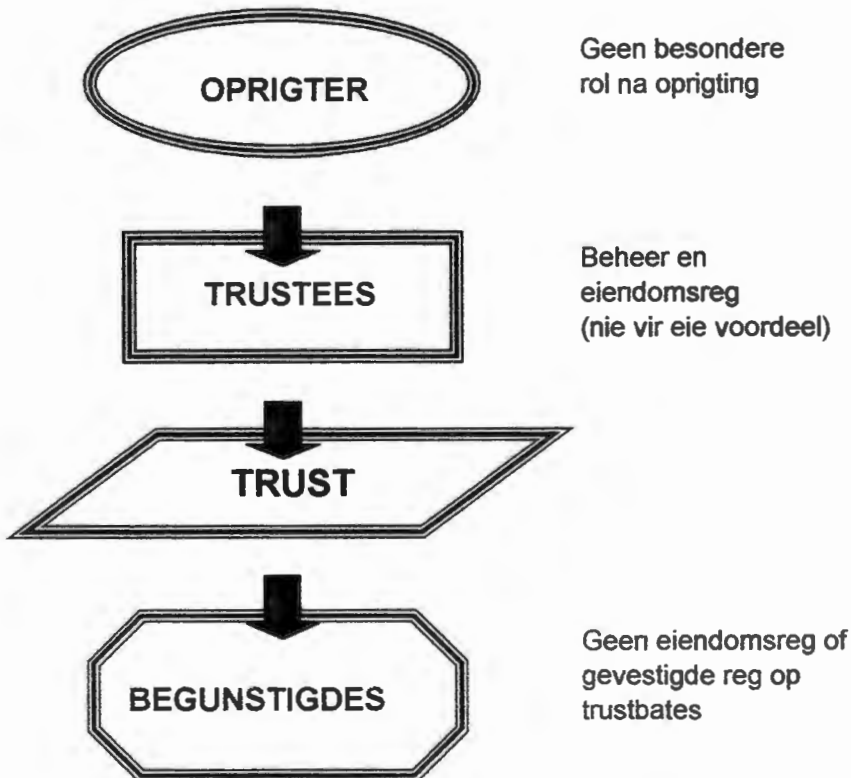 OPRIGTER
Geen besondere
rol na oprigting
TRUSTEES
Beheer en
eiendomsreg
(nie vir eie voordeel)
TRUST
BEGUNSTIGDES
Geen eiendomsreg of
gevestigde reg op
trustbates